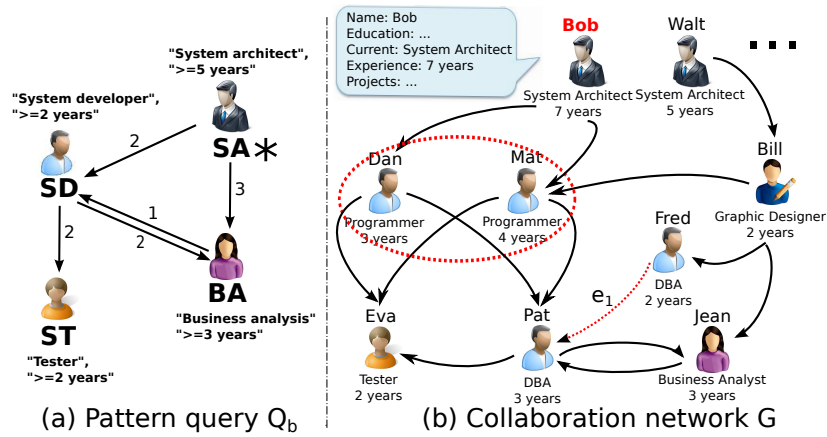 "System architect",
">=5 years"
"System developer",
">=2 years"
2
SA*
SD
3
1
2
2
BA
"Business analysis"
">=3 years"
ST
"Tester",
">=2 years"
(a) Pattern query Qb
Name: Bob
Education: ...
Current: System Architect
Experience: 7 years
Projects: ...
Bob
System Architect
7 years
Walt
System Architect
5 years
...
Dan
Programmer
3 years
Mat
Programmer
4 years
Bill
Graphic Designer
2 years
Fred
DBA
2 years
e1
Eva
Tester
2 years
Pat
DBA
3 years
Jean
Business Analyst
3 years
(b) Collaboration network G